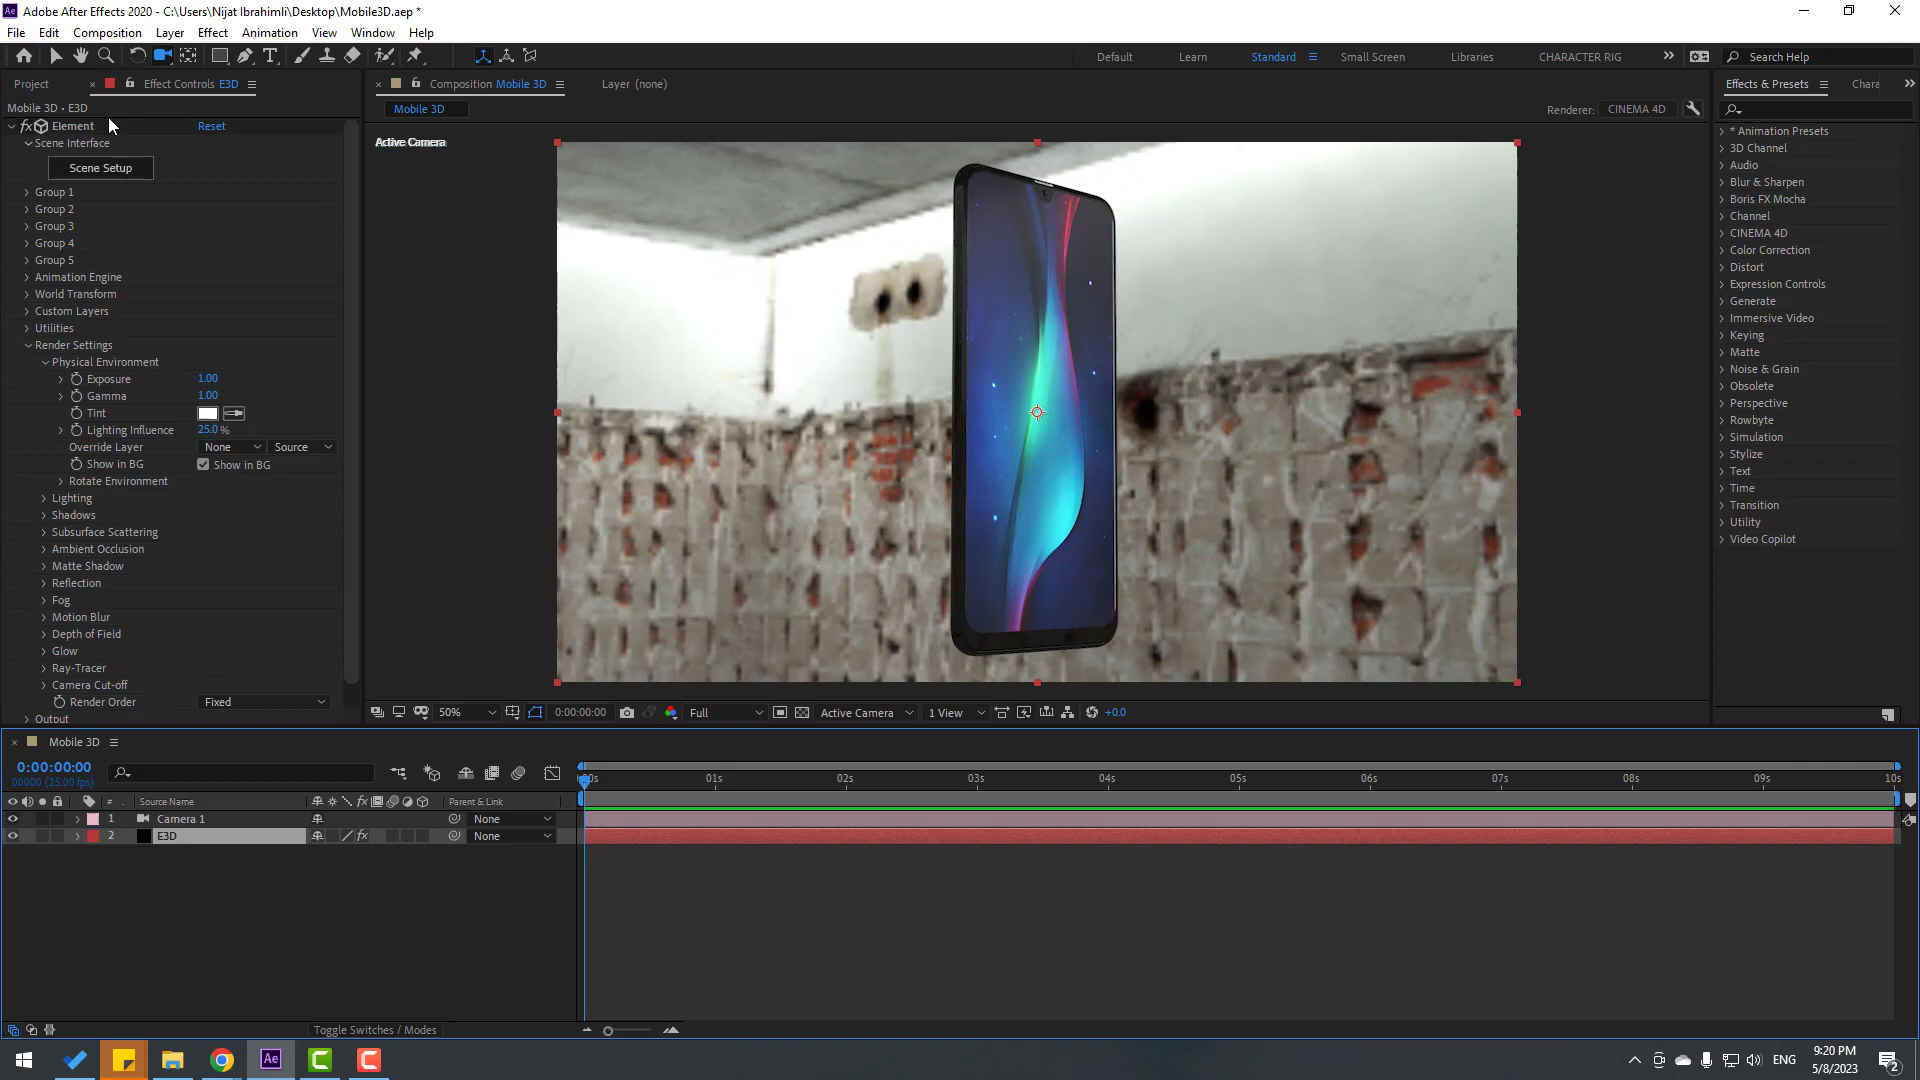 Adobe After Effects 2020 - C:\Users\Nijat Ibrahimli\Desktop\Mobile3D.aep *
File Edit Composition Layer Effect Animation View Window Help
Default Learn Standard Small Screen Libraries CHARACTER RIG Search Help
Project Effect Controls E3D Composition Mobile 3D Layer (none) Effects & Presets Chara
Mobile 3D • E3D
Mobile 3D
Renderer: CINEMA 4D
fx Element Reset
Scene Interface
Scene Setup
Group 1
Group 2
Group 3
Group 4
Group 5
Animation Engine
World Transform
Custom Layers
Utilities
Render Settings
Physical Environment
Exposure 1.00
Gamma 1.00
Tint
Lighting Influence 25.0 %
Override Layer None Source
Show in BG Show in BG
Rotate Environment
Lighting
Shadows
Subsurface Scattering
Ambient Occlusion
Matte Shadow
Reflection
Fog
Motion Blur
Depth of Field
Glow
Ray-Tracer
Camera Cut-off
Render Order Fixed
Output
Active Camera
50% 0:00:00:00 Full Active Camera 1 View +0.0
* Animation Presets
3D Channel
Audio
Blur & Sharpen
Boris FX Mocha
Channel
CINEMA 4D
Color Correction
Distort
Expression Controls
Generate
Immersive Video
Keying
Matte
Noise & Grain
Obsolete
Perspective
Rowbyte
Simulation
Stylize
Text
Time
Transition
Utility
Video Copilot
Mobile 3D
0:00:00:00
00000 (25.00 fps)
:00s 01s 02s 03s 04s 05s 06s 07s 08s 09s 10s
# Source Name fx Parent & Link
1 Camera 1 None
2 E3D fx None
Toggle Switches / Modes
Ae
ENG
9:20 PM
5/8/2023
2